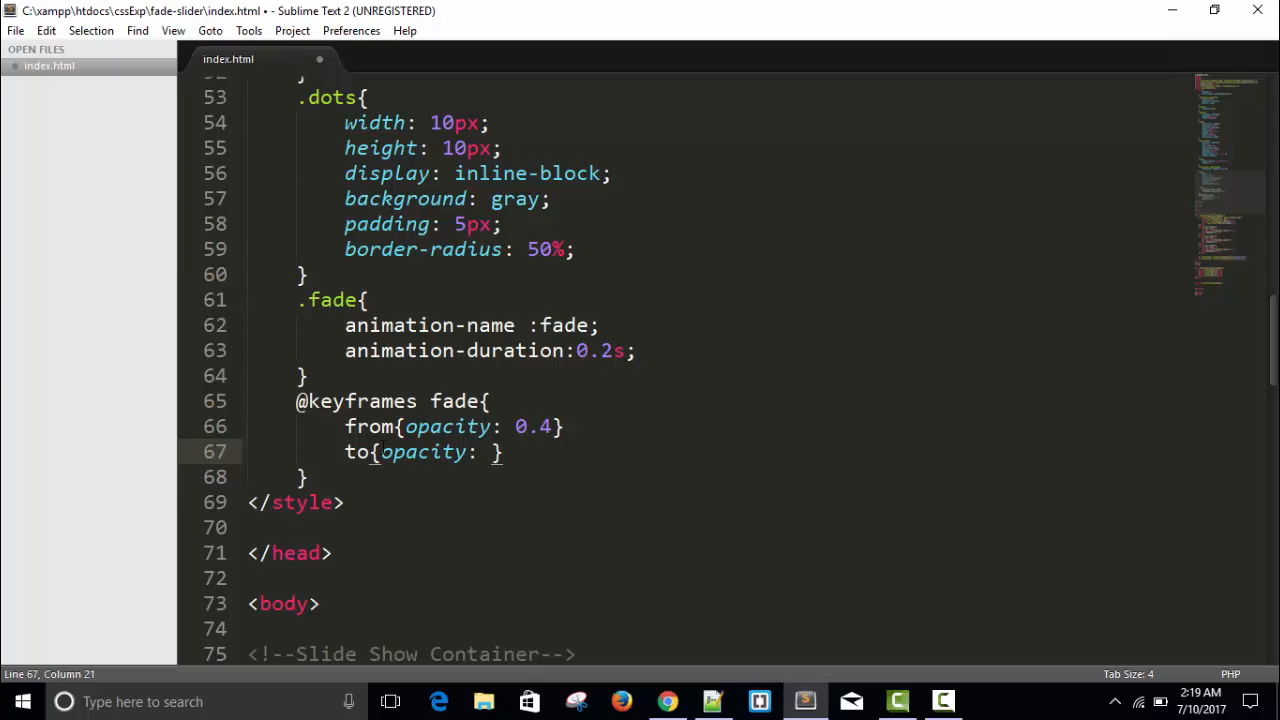 C:\xampp\htdocs\cssExp\fade-slider\index.html • - Sublime Text 2 (UNREGISTERED)
File Edit Selection Find View Goto Tools Project Preferences Help
OPEN FILES
index.html
index.html
53 .dots{
54 width: 10px;
55 height: 10px;
56 display: inline-block;
57 background: gray;
58 padding: 5px;
59 border-radius: 50%;
60 }
61 .fade{
62 animation-name :fade;
63 animation-duration:0.2s;
64 }
65 @keyframes fade{
66 from{opacity: 0.4}
67 to{opacity: }
68 }
69 </style>
70
71 </head>
72
73 <body>
74
75 <!--Slide Show Container-->
Line 67, Column 21 Tab Size: 4 PHP
Type here to search
2:19 AM
7/10/2017